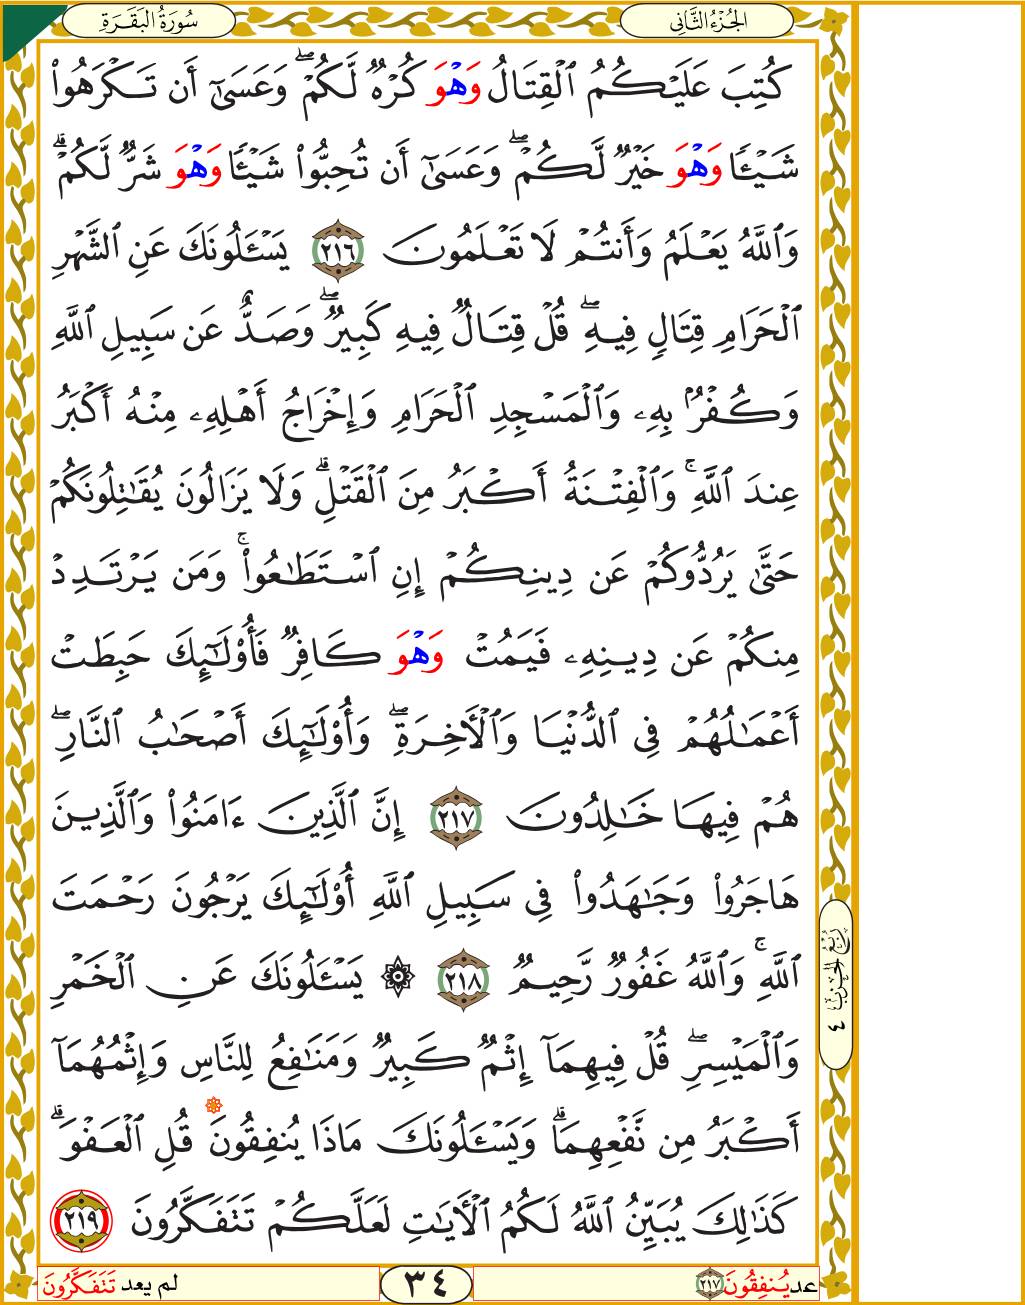 الجُزْءُ الثَّانِي
سُورَةُ البَقَرَةِ
كُتِبَ عَلَيْكُمُ ٱلْقِتَالُ وَهْوَ كُرْهٌ لَّكُمْ ۖ وَعَسَىٰٓ أَن تَكْرَهُوا۟
شَيْـًٔا وَهْوَ خَيْرٌ لَّكُمْ ۖ وَعَسَىٰٓ أَن تُحِبُّوا۟ شَيْـًٔا وَهْوَ شَرٌّ لَّكُمْ ۗ
وَٱللَّهُ يَعْلَمُ وَأَنتُمْ لَا تَعْلَمُونَ ٢١٦ يَسْـَٔلُونَكَ عَنِ ٱلشَّهْرِ
ٱلْحَرَامِ قِتَالٍ فِيهِ ۖ قُلْ قِتَالٌ فِيهِ كَبِيرٌ ۖ وَصَدٌّ عَن سَبِيلِ ٱللَّهِ
وَكُفْرٌۢ بِهِۦ وَٱلْمَسْجِدِ ٱلْحَرَامِ وَإِخْرَاجُ أَهْلِهِۦ مِنْهُ أَكْبَرُ
عِندَ ٱللَّهِ ۚ وَٱلْفِتْنَةُ أَكْبَرُ مِنَ ٱلْقَتْلِ ۗ وَلَا يَزَالُونَ يُقَـٰتِلُونَكُمْ
حَتَّىٰ يَرُدُّوكُمْ عَن دِينِكُمْ إِنِ ٱسْتَطَـٰعُوا۟ ۚ وَمَن يَرْتَدِدْ
مِنكُمْ عَن دِينِهِۦ فَيَمُتْ وَهْوَ كَافِرٌ فَأُو۟لَـٰٓئِكَ حَبِطَتْ
أَعْمَـٰلُهُمْ فِى ٱلدُّنْيَا وَٱلْـَٔاخِرَةِ ۖ وَأُو۟لَـٰٓئِكَ أَصْحَـٰبُ ٱلنَّارِ ۖ
هُمْ فِيهَا خَـٰلِدُونَ ٢١٧ إِنَّ ٱلَّذِينَ ءَامَنُوا۟ وَٱلَّذِينَ
هَاجَرُوا۟ وَجَـٰهَدُوا۟ فِى سَبِيلِ ٱللَّهِ أُو۟لَـٰٓئِكَ يَرْجُونَ رَحْمَتَ
ٱللَّهِ ۚ وَٱللَّهُ غَفُورٌ رَّحِيمٌ ٢١٨ ۞ يَسْـَٔلُونَكَ عَنِ ٱلْخَمْرِ
وَٱلْمَيْسِرِ ۖ قُلْ فِيهِمَآ إِثْمٌ كَبِيرٌ وَمَنَـٰفِعُ لِلنَّاسِ وَإِثْمُهُمَآ
أَكْبَرُ مِن نَّفْعِهِمَا ۗ وَيَسْـَٔلُونَكَ مَاذَا يُنفِقُونَ قُلِ ٱلْعَفْوَ ۗ
كَذَٰلِكَ يُبَيِّنُ ٱللَّهُ لَكُمُ ٱلْـَٔايَـٰتِ لَعَلَّكُمْ تَتَفَكَّرُونَ ٢١٩
رُبْعُ الحِزْبِ ٤
عد يُنفِقُونَ ٢١٧
٣٤
لم يعد تَتَفَكَّرُونَ